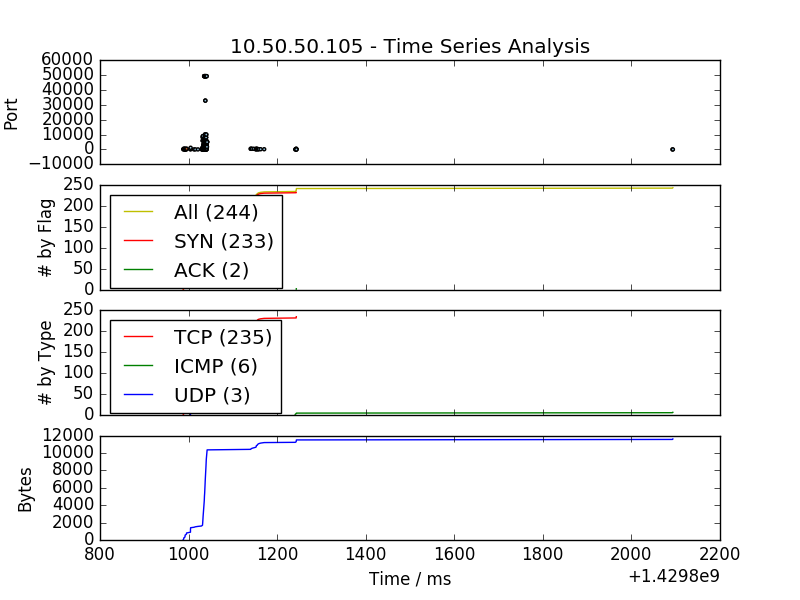 10.50.50.105 - Time Series Analysis
Port
60000
50000
40000
30000
20000
10000
0
−10000
# by Flag
250
200
150
100
50
0
All (244)
SYN (233)
ACK (2)
# by Type
250
200
150
100
50
0
TCP (235)
ICMP (6)
UDP (3)
Bytes
12000
10000
8000
6000
4000
2000
0
800 1000 1200 1400 1600 1800 2000 2200
Time / ms
+1.4298e9